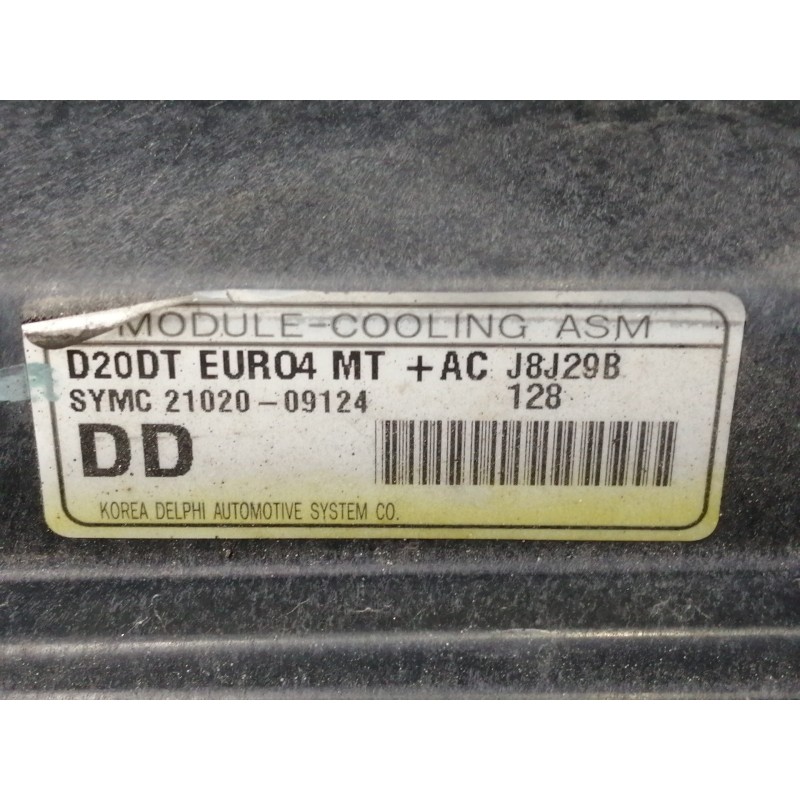 MODULE-COOLING ASM
D20DT EURO4 MT +AC J8J29B
SYMC 21020-09124 128
DD
KOREA DELPHI AUTOMOTIVE SYSTEM CO.